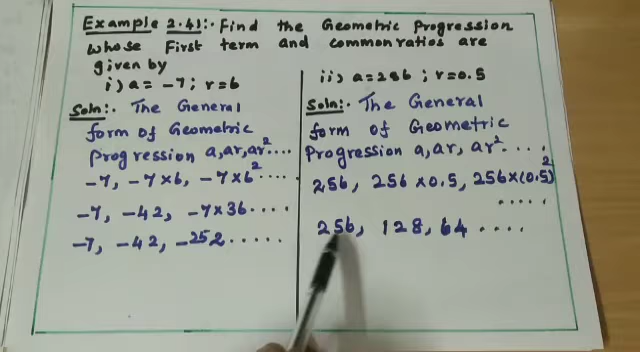 Example 2.41:- Find the Geometric Progression
whose First term and common ratios are
given by
i) a = -7 ; r = 6
Soln:- The General
form of Geometric
Progression a, ar, ar²....
-7, -7×6, -7×6²....
-7, -42, -7×36....
-7, -42, -252.....
ii) a=256 ; r=0.5
Soln:- The General
form of Geometric
Progression a, ar, ar²....
256, 256×0.5, 256×(0.5)²
.....
256, 128, 64 ....